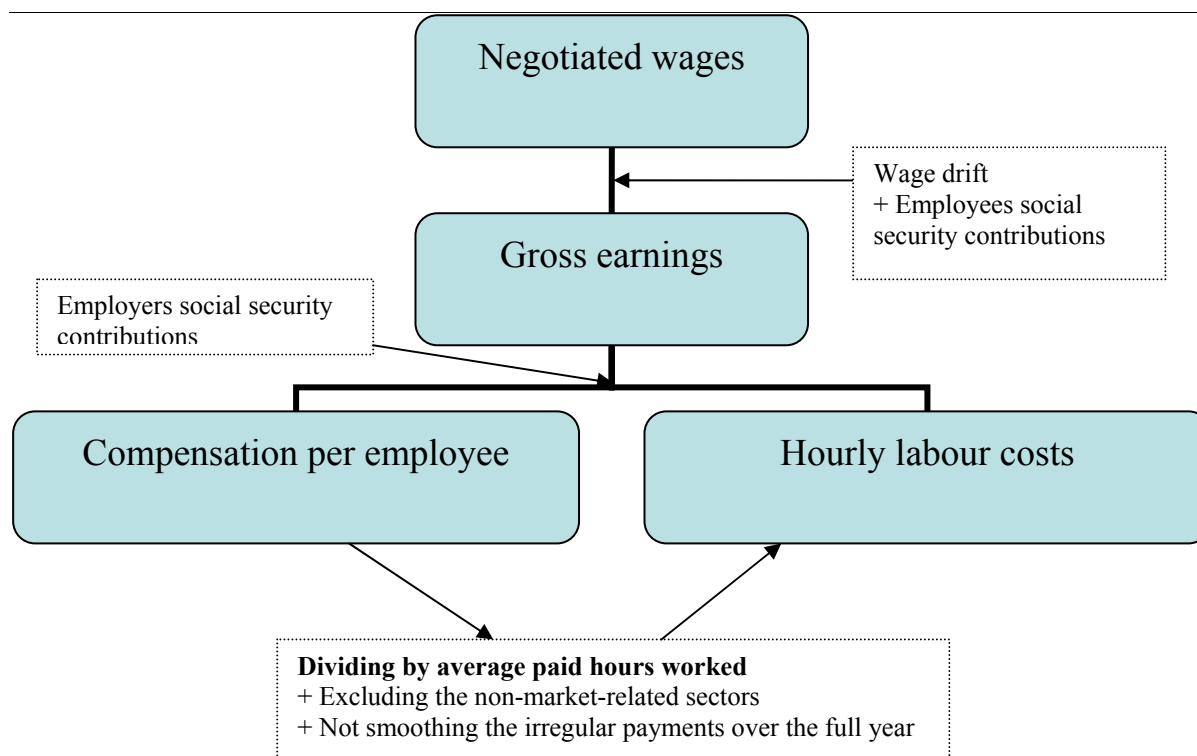 Negotiated wages
Wage drift
+ Employees social
security contributions
Gross earnings
Employers social security
contributions
Compensation per employee
Hourly labour costs
Dividing by average paid hours worked
+ Excluding the non-market-related sectors
+ Not smoothing the irregular payments over the full year